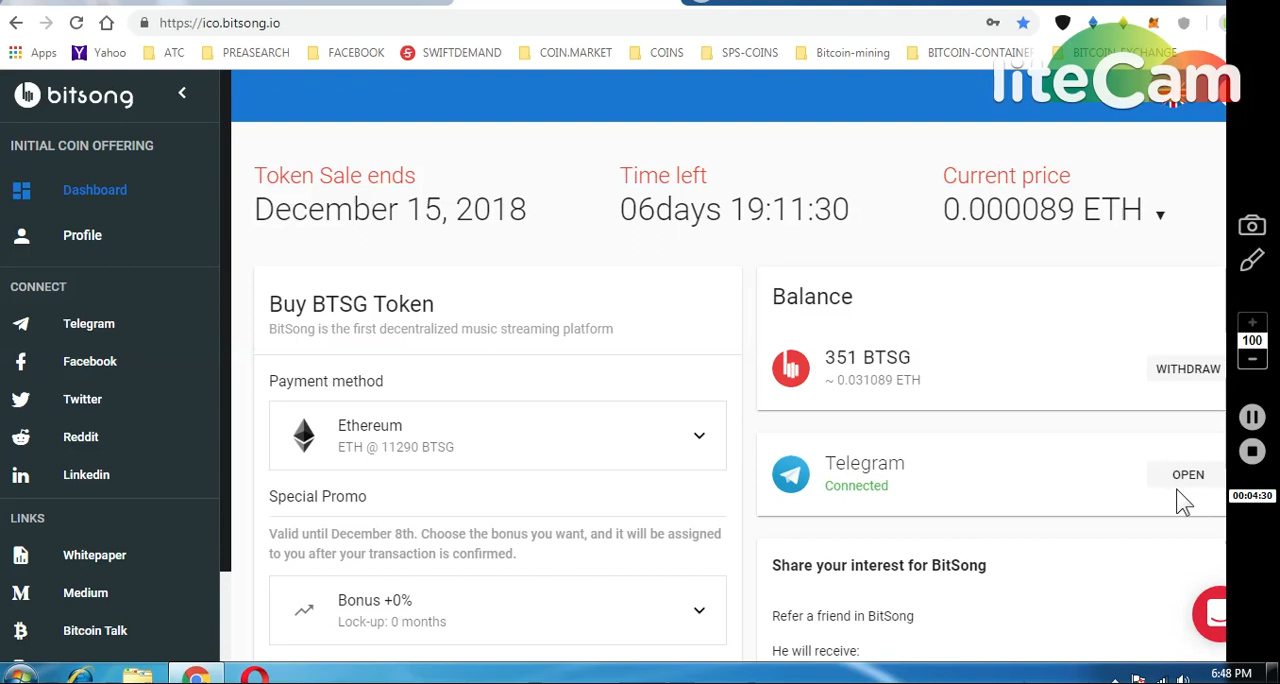 https://ico.bitsong.io
Apps Yahoo ATC PREASEARCH FACEBOOK SWIFTDEMAND COIN.MARKET COINS SPS-COINS Bitcoin-mining BITCOIN-CONTAINER BITCOIN-EXCHANGE
liteCam
bitsong
INITIAL COIN OFFERING
Dashboard
Profile
CONNECT
Telegram
Facebook
Twitter
Reddit
Linkedin
LINKS
Whitepaper
Medium
Bitcoin Talk
Token Sale ends
December 15, 2018
Time left
06days 19:11:30
Current price
0.000089 ETH
Buy BTSG Token
BitSong is the first decentralized music streaming platform
Payment method
Ethereum
ETH @ 11290 BTSG
Special Promo
Valid until December 8th. Choose the bonus you want, and it will be assigned
to you after your transaction is confirmed.
Bonus +0%
Lock-up: 0 months
Balance
351 BTSG
~ 0.031089 ETH
WITHDRAW
Telegram
Connected
OPEN
Share your interest for BitSong
Refer a friend in BitSong
He will receive:
100
00:04:30
6:48 PM